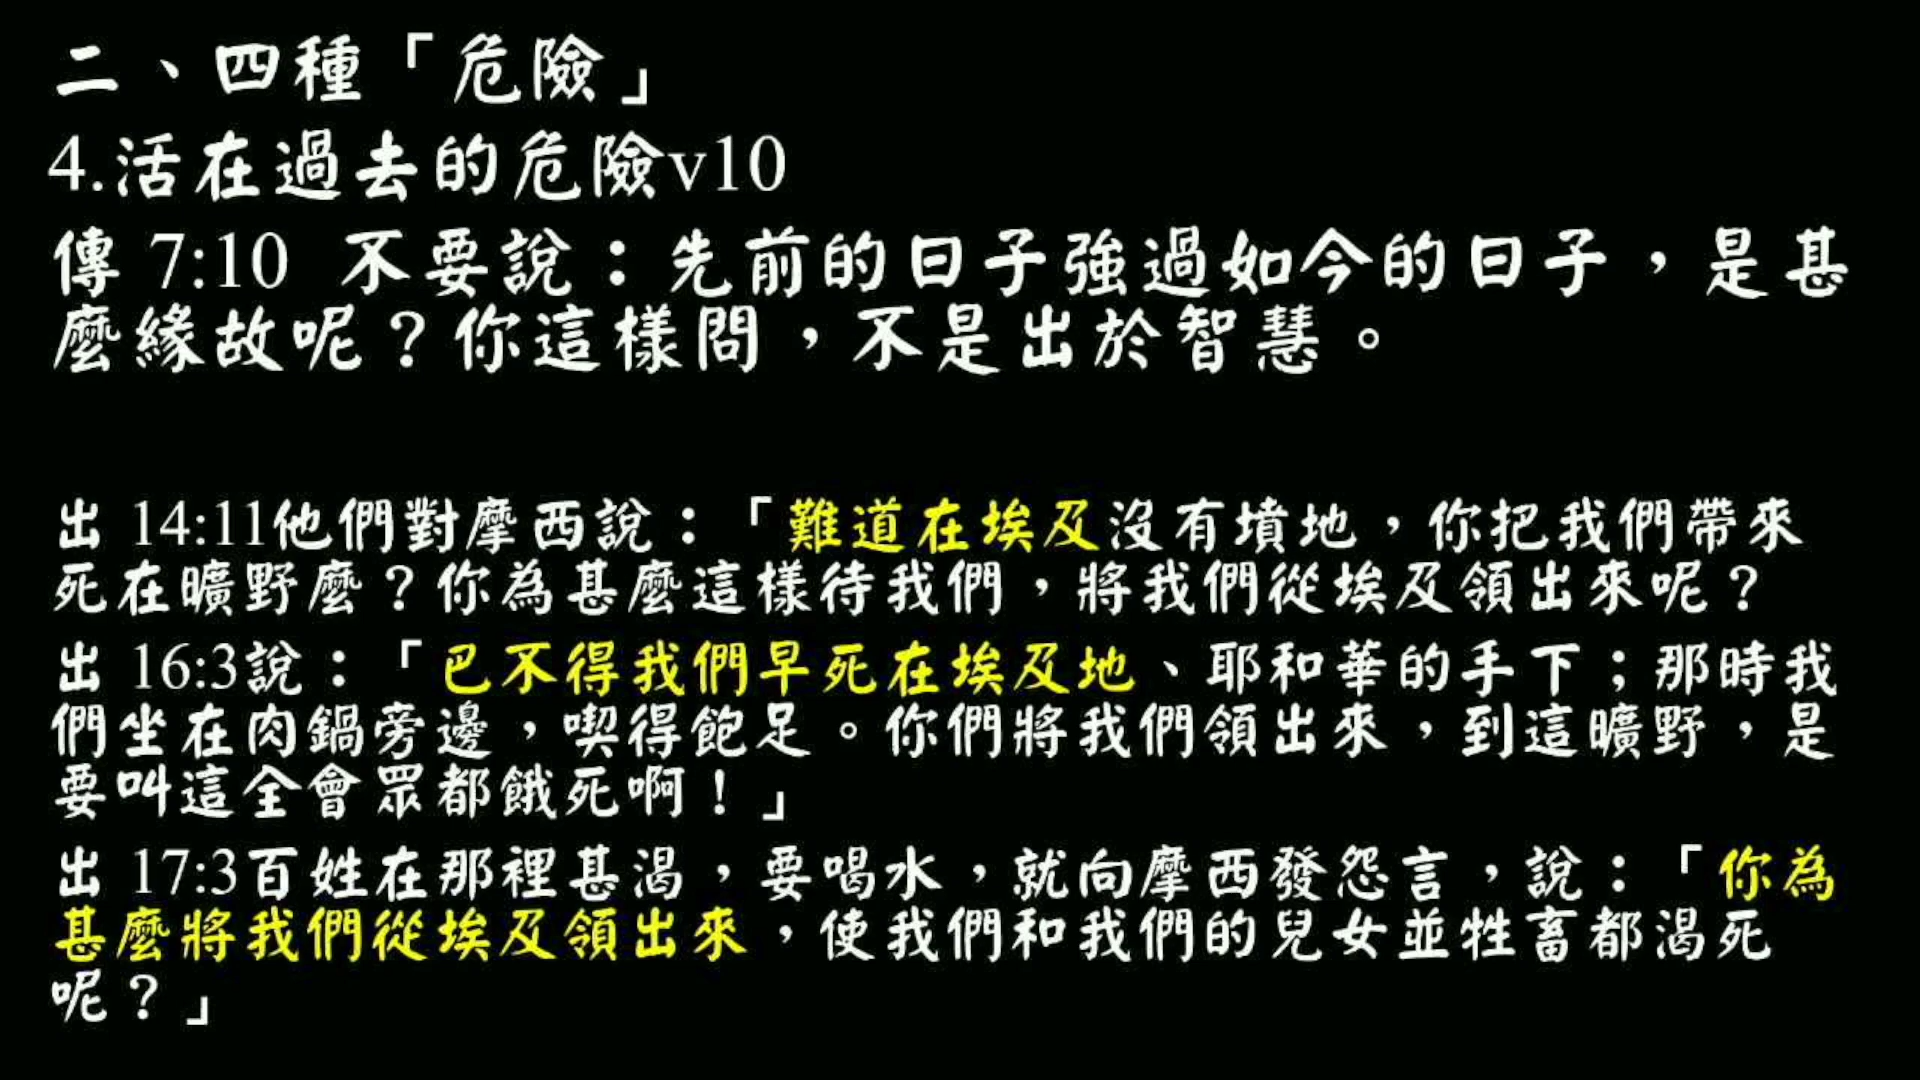 二、四種「危險」
4.活在過去的危險v10
傳 7:10 不要說：先前的日子強過如今的日子，是甚
麼緣故呢？你這樣問，不是出於智慧。
出 14:11他們對摩西說：「難道在埃及沒有墳地，你把我們帶來
死在曠野麼？你為甚麼這樣待我們，將我們從埃及領出來呢？
出 16:3說：「巴不得我們早死在埃及地、耶和華的手下；那時我
們坐在肉鍋旁邊，喫得飽足。你們將我們領出來，到這曠野，是
要叫這全會眾都餓死啊！」
出 17:3百姓在那裡甚渴，要喝水，就向摩西發怨言，說：「你為
甚麼將我們從埃及領出來，使我們和我們的兒女並牲畜都渴死
呢？」